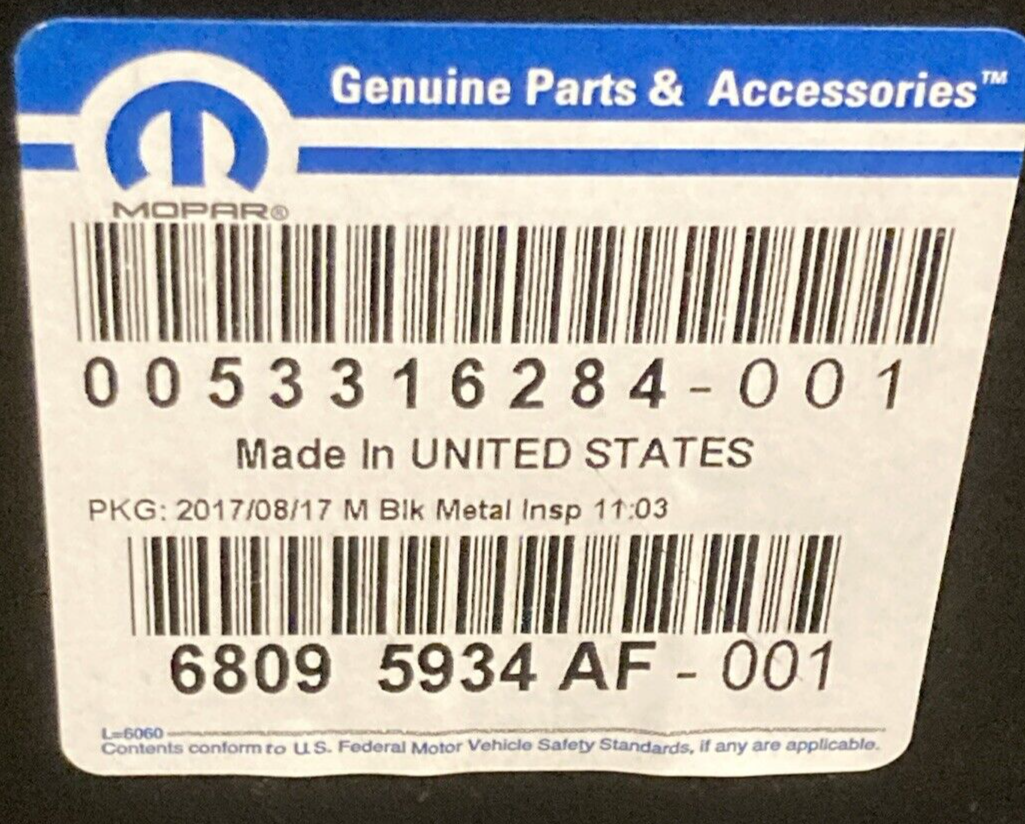 Genuine Parts & Accessories™
MOPAR®
0053316284-001
Made In UNITED STATES
PKG: 2017/08/17 M Blk Metal Insp 11:03
6809 5934 AF - 001
L=6060
Contents conform to U.S. Federal Motor Vehicle Safety Standards, if any are applicable.